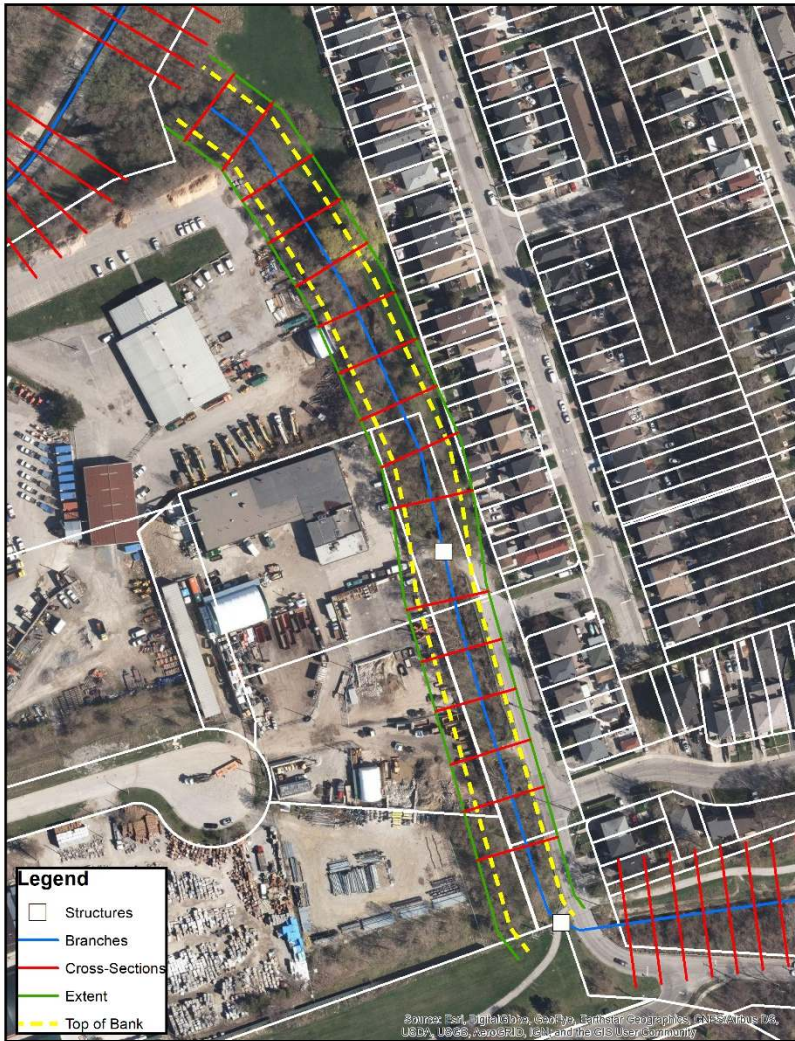 Legend
Structures
Branches
Cross-Sections
Extent
Top of Bank
Source: Esri, DigitalGlobe, GeoEye, Earthstar Geographics, CNES/Airbus DS,
USDA, USGS, AeroGRID, IGN, and the GIS User Community